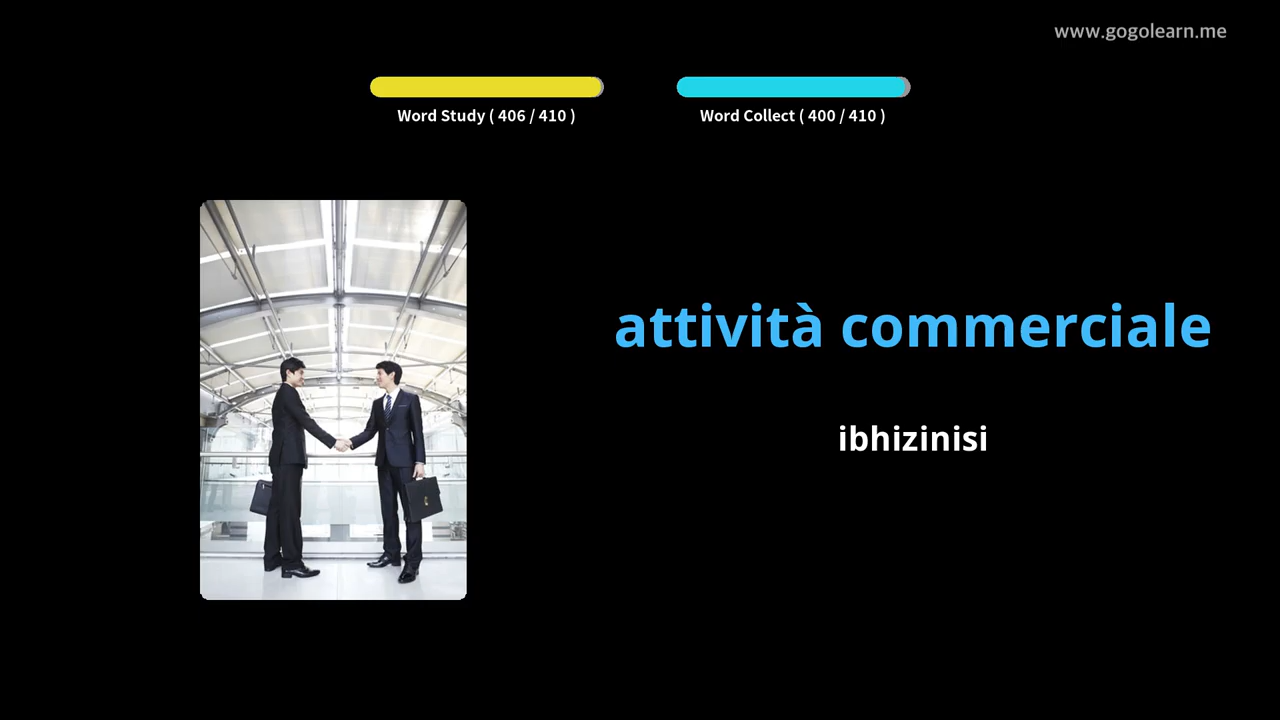 www.gogolearn.me
Word Study ( 406 / 410 )
Word Collect ( 400 / 410 )
attività commerciale
ibhizinisi